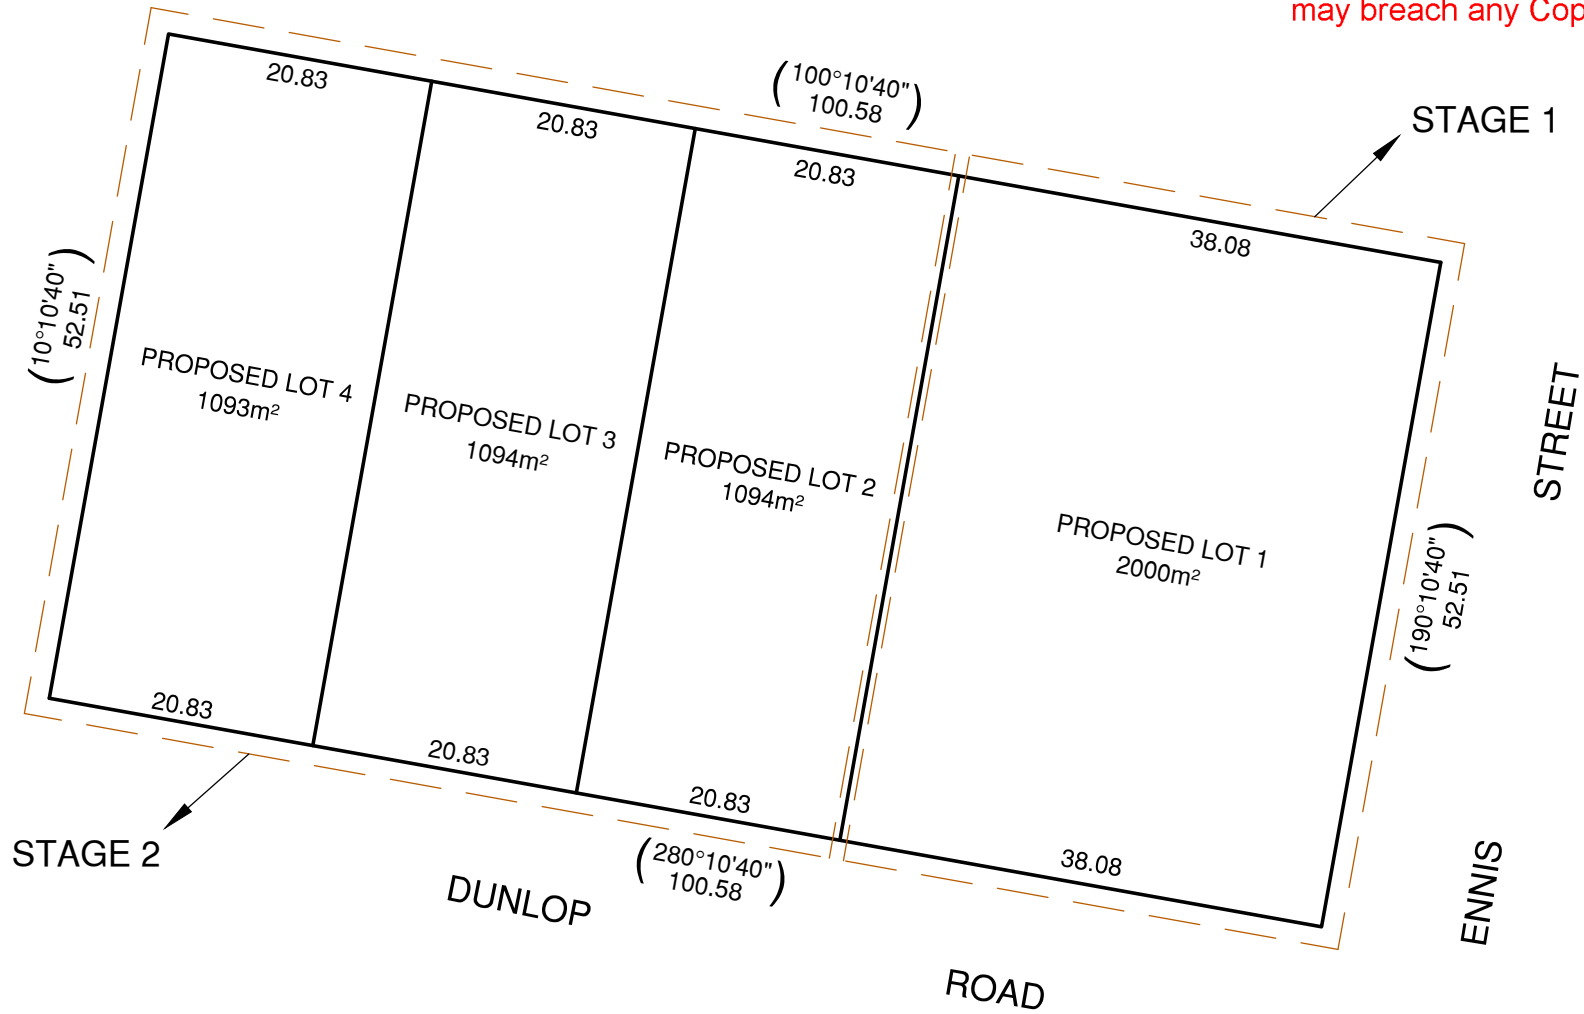 may breach any Cop
(100°10'40"
100.58)
STAGE 1
20.83
20.83
20.83
38.08
(10°10'40"
52.51)
PROPOSED LOT 4
1093m²
PROPOSED LOT 3
1094m²
PROPOSED LOT 2
1094m²
PROPOSED LOT 1
2000m²
STREET
(190°10'40"
52.51)
20.83
20.83
20.83
38.08
STAGE 2
(280°10'40"
100.58)
DUNLOP
ROAD
ENNIS